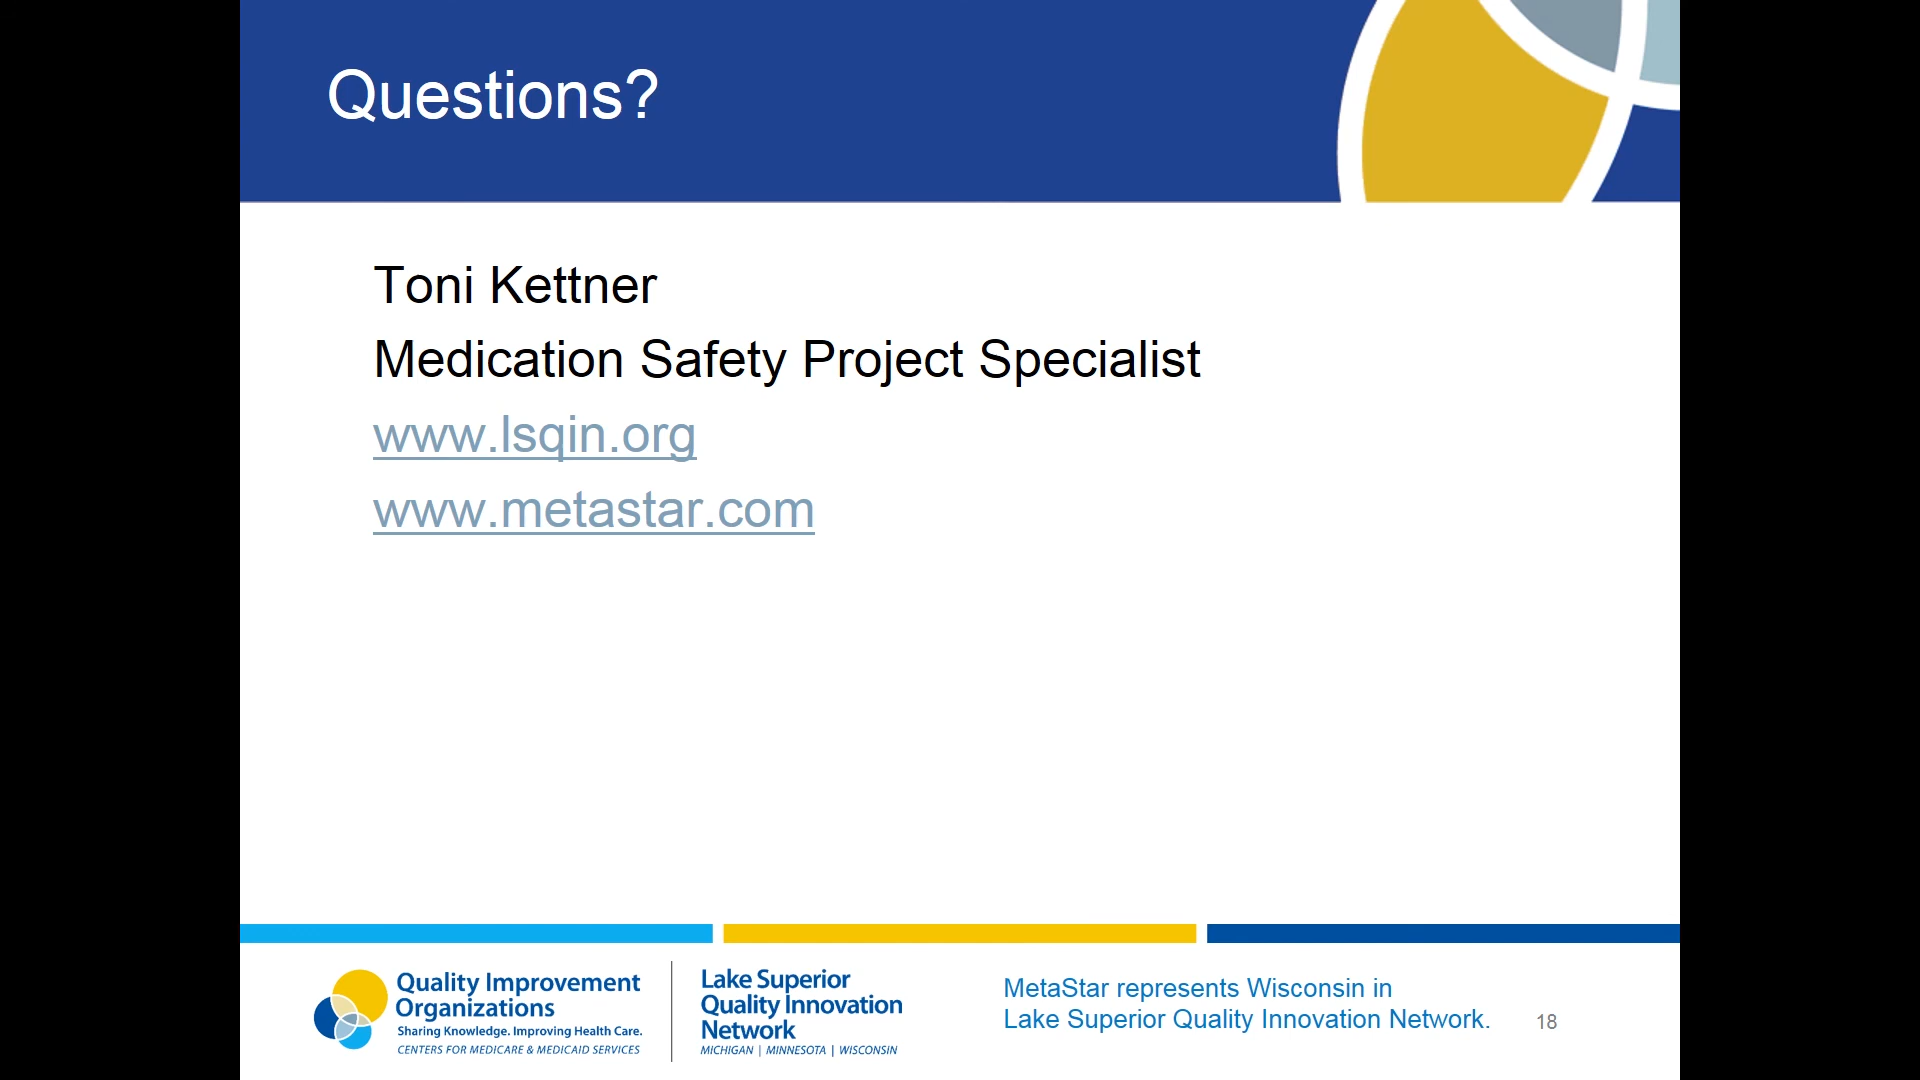 Questions?
Toni Kettner
Medication Safety Project Specialist
www.lsqin.org
www.metastar.com
Quality Improvement
Organizations
Sharing Knowledge. Improving Health Care.
CENTERS FOR MEDICARE & MEDICAID SERVICES
Lake Superior
Quality Innovation
Network
MICHIGAN | MINNESOTA | WISCONSIN
MetaStar represents Wisconsin in
Lake Superior Quality Innovation Network.
18